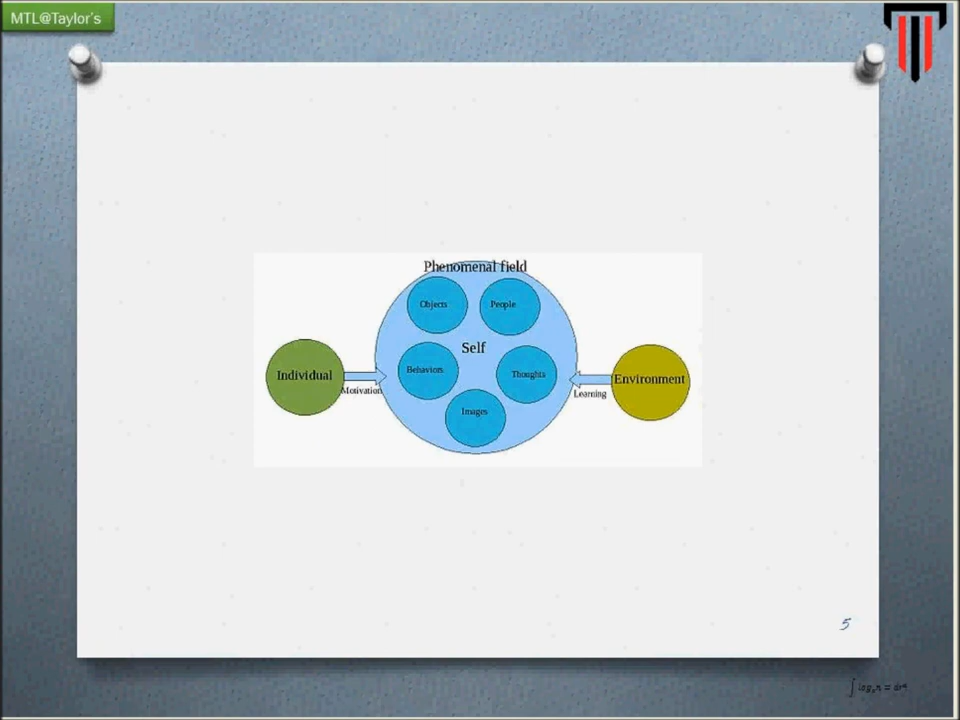 MTL@Taylor's
Phenomenal field
Objects
People
Self
Individual
Motivation
Behaviors
Thoughts
Images
Learning
Environment
5